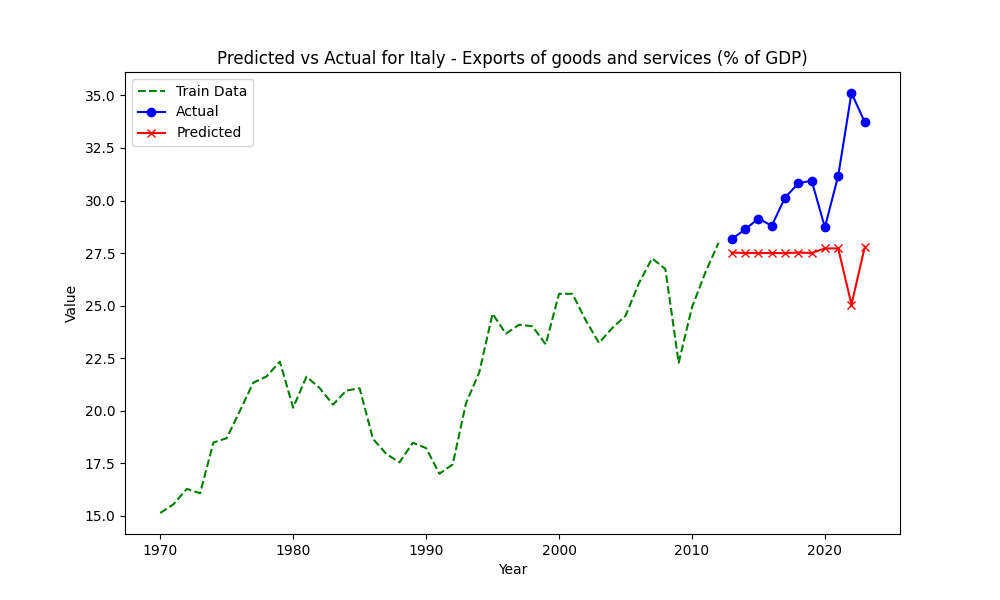 Predicted vs Actual for Italy - Exports of goods and services (% of GDP)
Train Data
Actual
Predicted
35.0
32.5
30.0
27.5
25.0
22.5
20.0
17.5
15.0
Value
1970 1980 1990 2000 2010 2020
Year